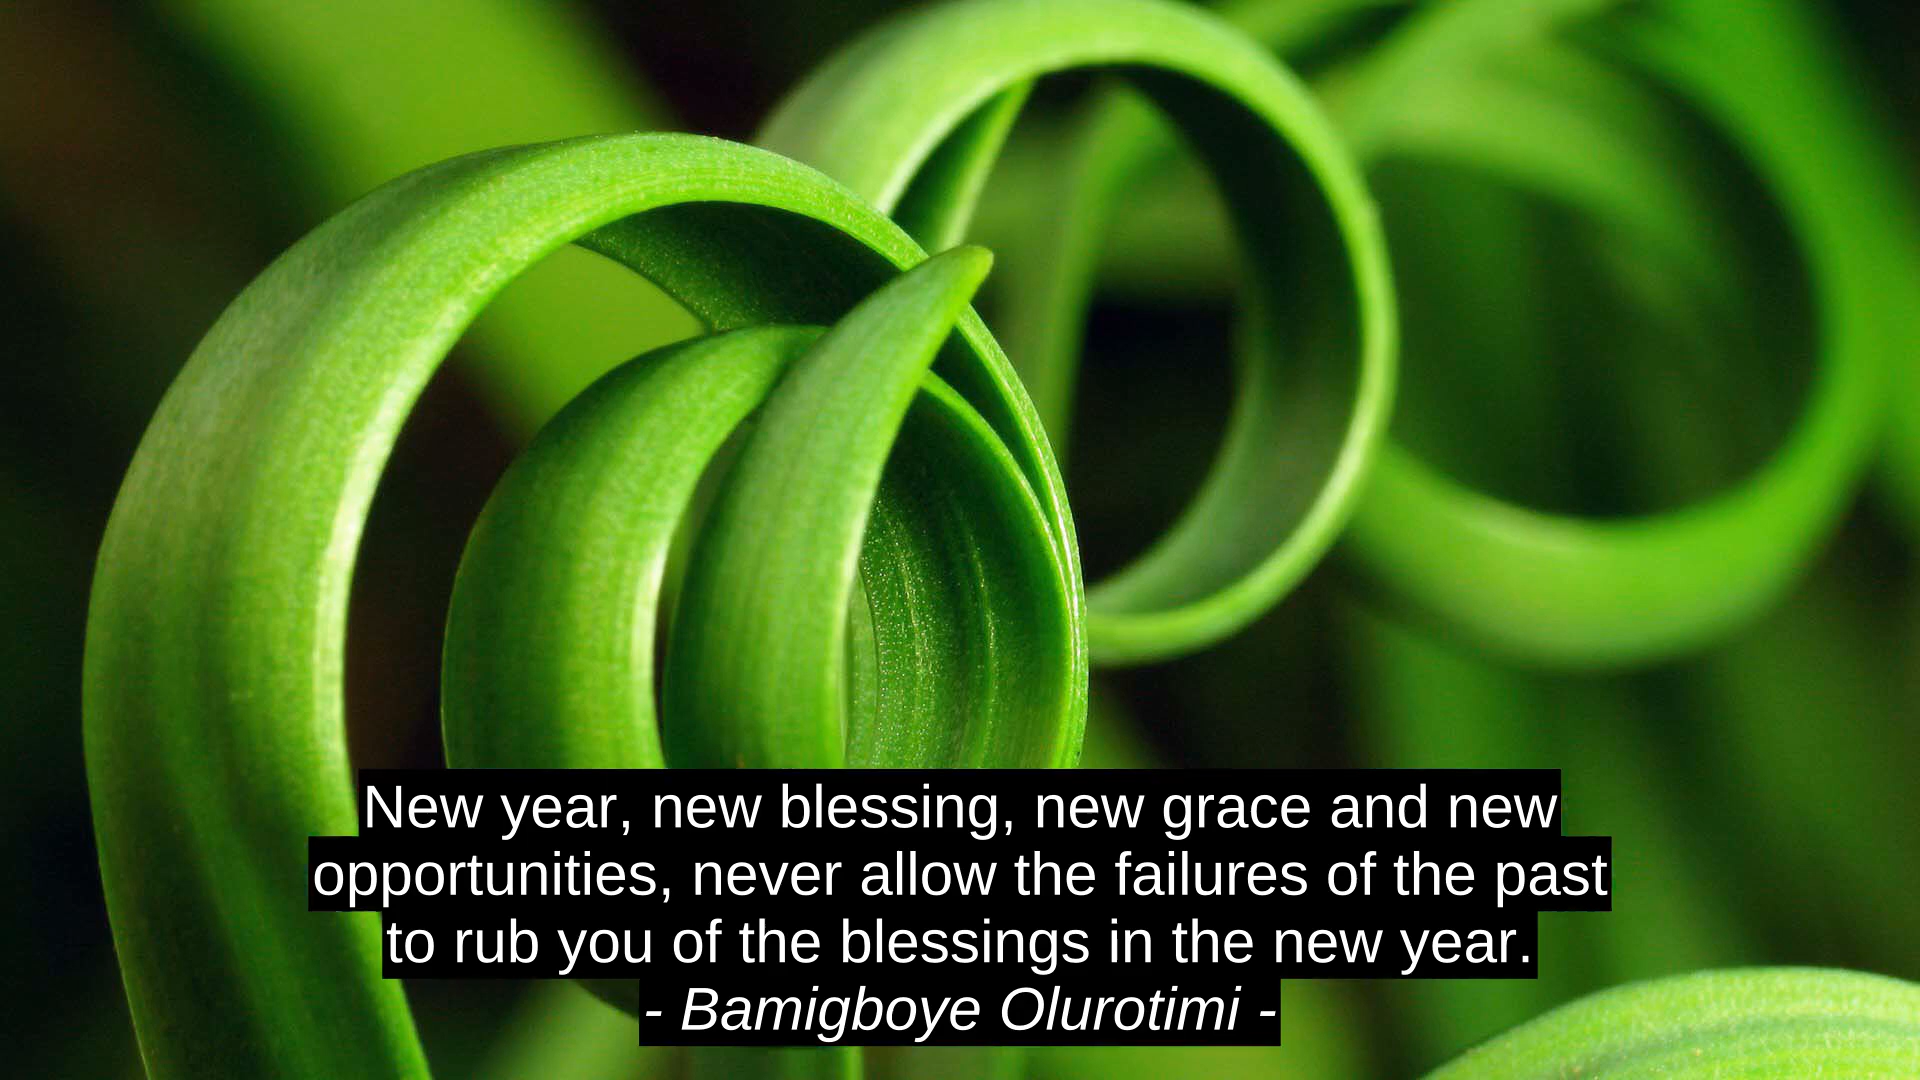 New year, new blessing, new grace and new
opportunities, never allow the failures of the past
to rub you of the blessings in the new year.
- Bamigboye Olurotimi -